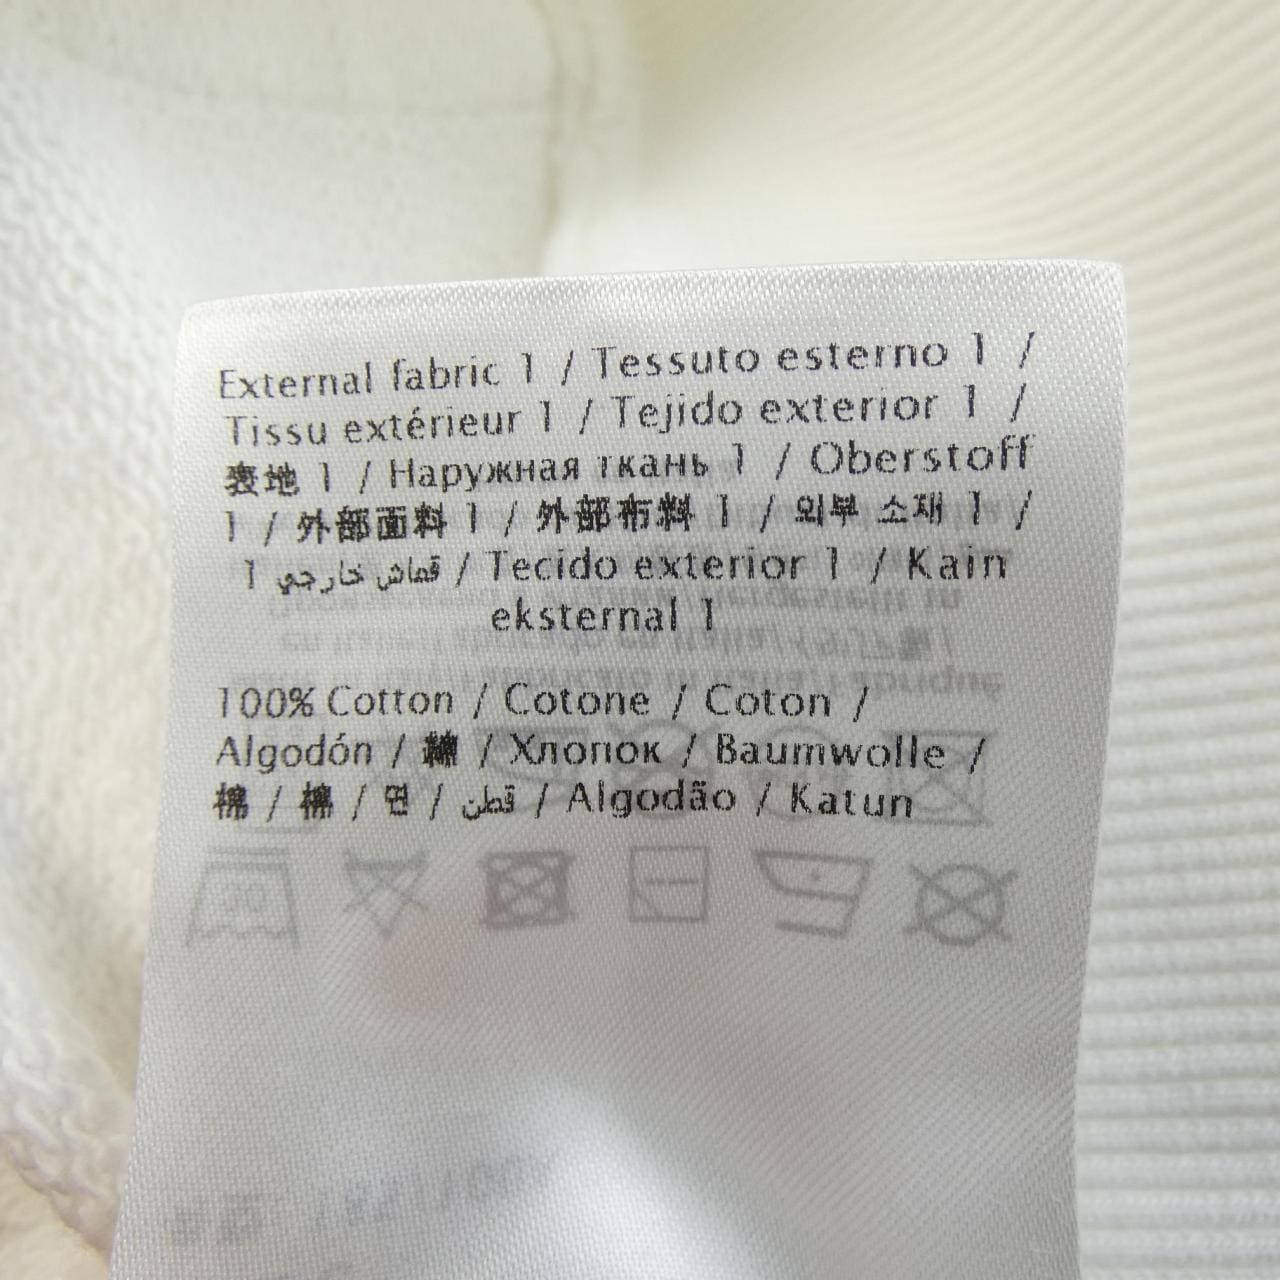 External fabric 1 / Tessuto esterno 1 /
Tissu extérieur 1 / Tejido exterior 1 /
表地 1 / Наружная ткань 1 / Oberstoff
1 / 外部面料 1 / 外部布料 1 / 외부 소재 1 /
قماش خارجي 1 / Tecido exterior 1 / Kain
eksternal 1
100% Cotton / Cotone / Coton /
Algodón / 綿 / Хлопок / Baumwolle /
棉 / 棉 / 면 / قطن / Algodão / Katun